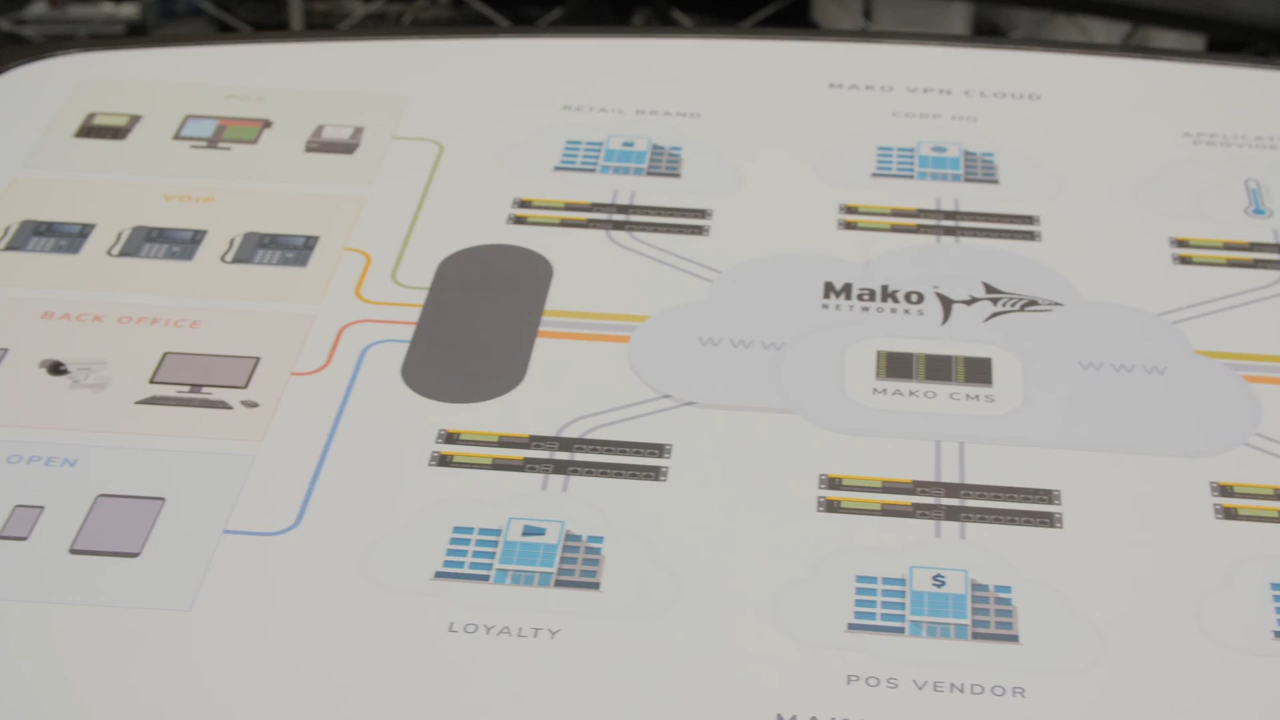 MAKO VPN CLOUD
POS
RETAIL BRAND
CORP HQ
VOIP
Mako
NETWORKS
BACK OFFICE
WWW
WWW
MAKO CMS
OPEN
$
LOYALTY
POS VENDOR